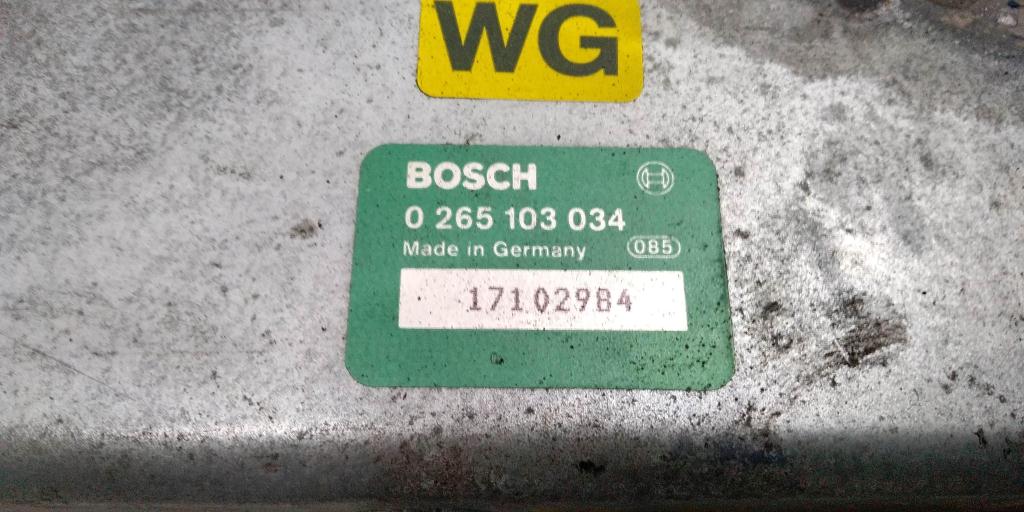 WG
BOSCH
0 265 103 034
Made in Germany 085
17102984